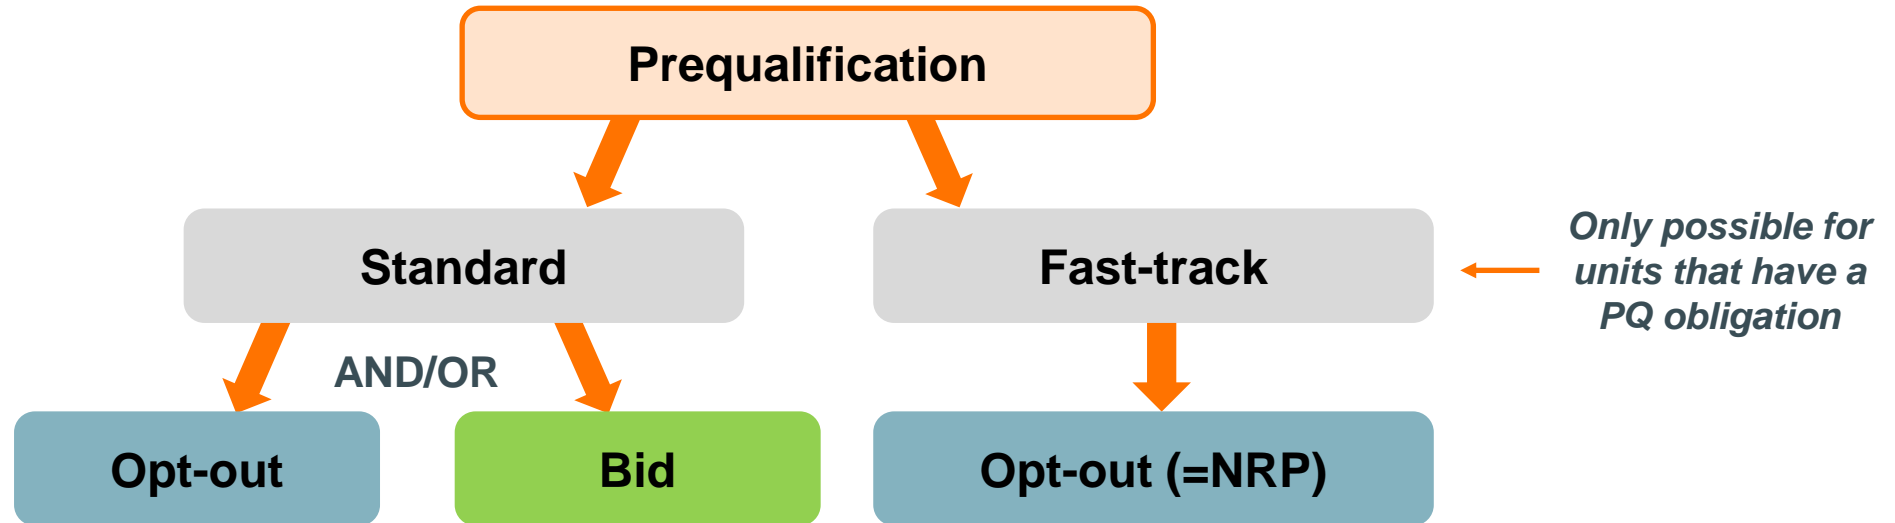 Prequalification
Standard
Fast-track
Only possible for
units that have a
PQ obligation
AND/OR
Opt-out
Bid
Opt-out (=NRP)